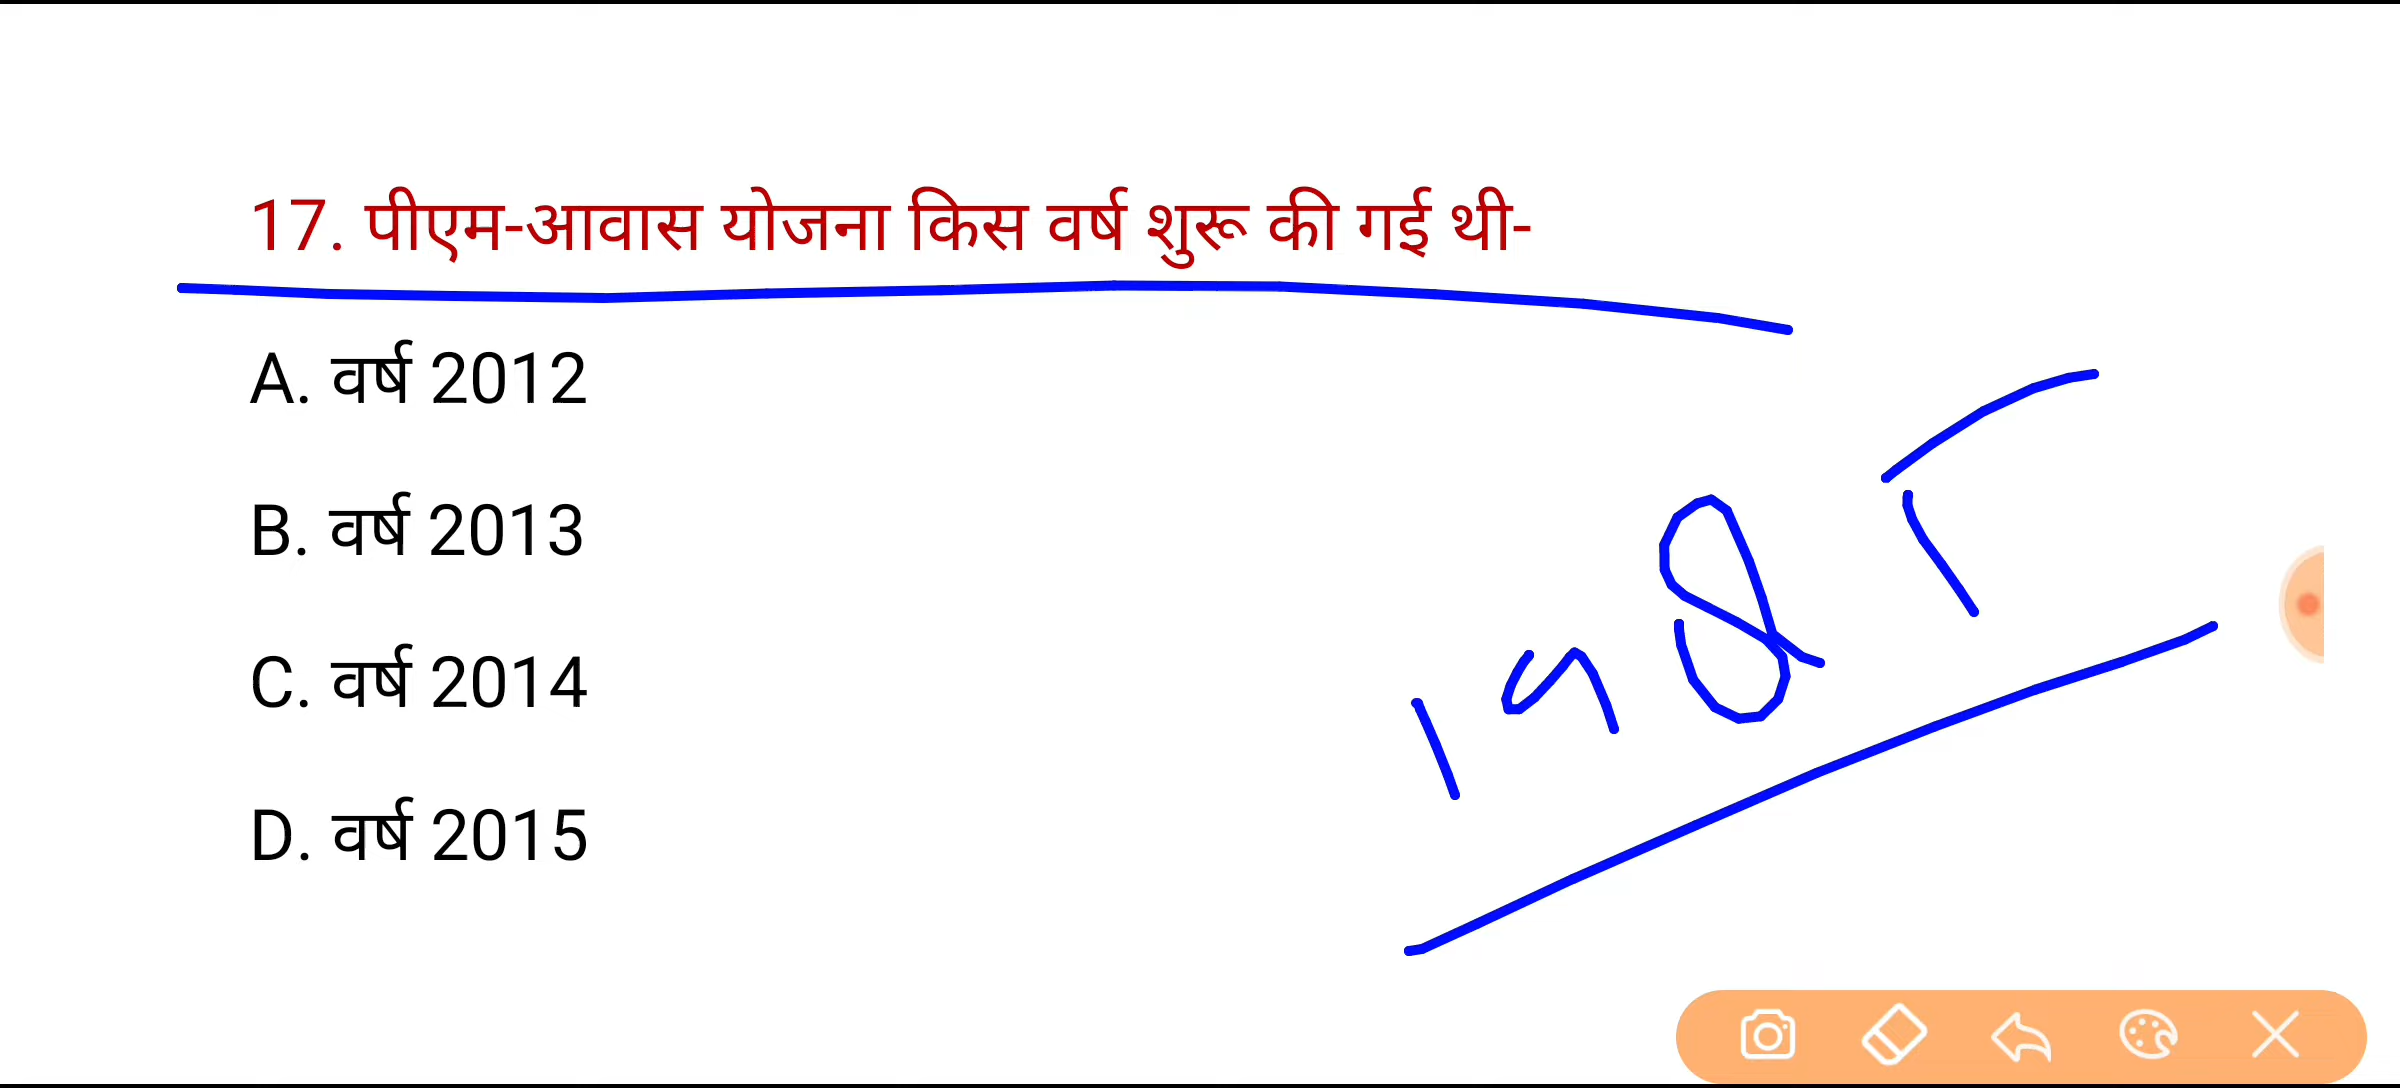 17. पीएम-आवास योजना किस वर्ष शुरू की गई थी-
A. वर्ष 2012
B. वर्ष 2013
C. वर्ष 2014
D. वर्ष 2015
1985